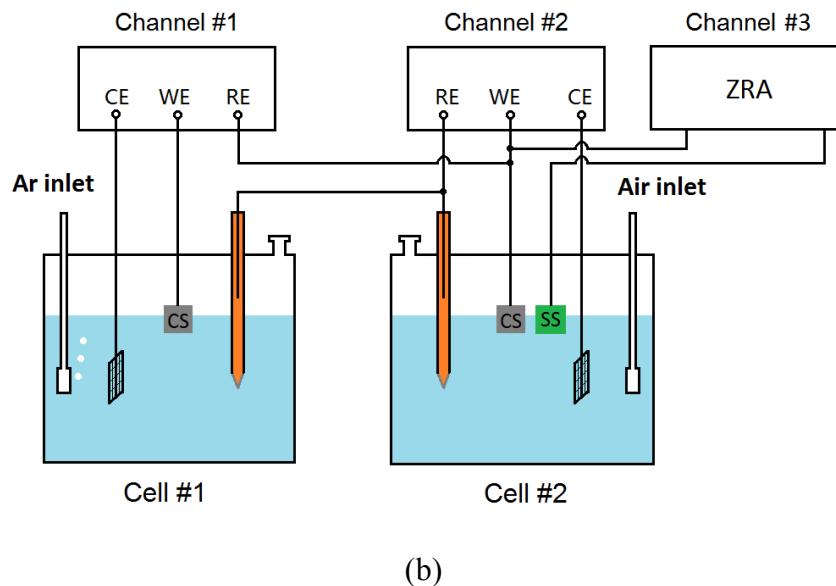 Channel #1 Channel #2 Channel #3
CE WE RE RE WE CE ZRA
Ar inlet Air inlet
CS CS SS
Cell #1 Cell #2
(b)